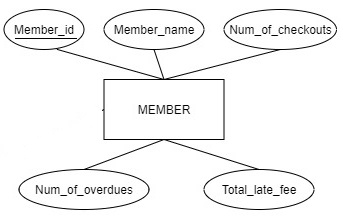 Member_id
Member_name
Num_of_checkouts
MEMBER
Num_of_overdues
Total_late_fee